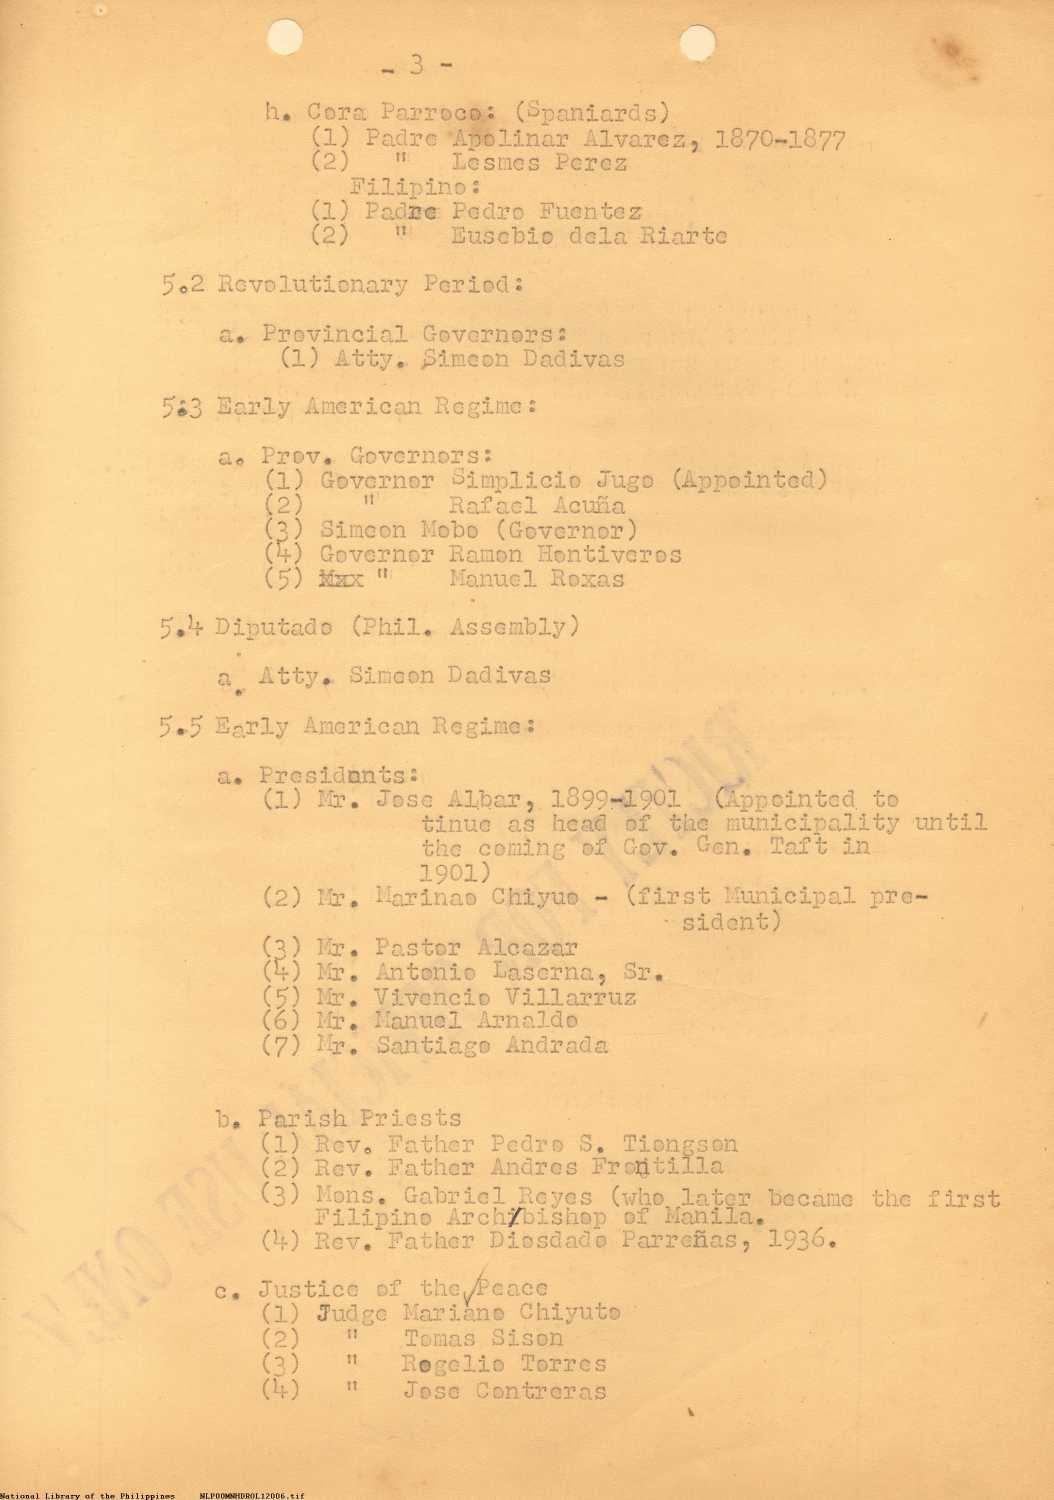 - 3 -
h. Cora Parroco: (Spaniards)
(1) Padre Apolinar Alvarez, 1870-1877
(2) " Lesmes Perez
Filipino:
(1) Padre Pedro Fuentez
(2) " Eusebio dela Riarte
5.2 Revolutionary Period:
a. Provincial Governors:
(1) Atty. Simeon Dadivas
5.3 Early American Regime:
a. Prov. Governors:
(1) Governor Simplicio Jugo (Appointed)
(2) " Rafael Acuña
(3) Simeon Mobo (Governor)
(4) Governor Ramon Hontiveros
(5) " Manuel Roxas
5.4 Diputado (Phil. Assembly)
a. Atty. Simeon Dadivas
5.5 Early American Regime:
a. Presidents:
(1) Mr. Jose Albar, 1899-1901 (Appointed to
tinue as head of the municipality until
the coming of Gov. Gen. Taft in
1901)
(2) Mr. Marinao Chiyuo - (first Municipal pre-
sident)
(3) Mr. Pastor Alcazar
(4) Mr. Antonio Laserna, Sr.
(5) Mr. Vivencio Villarruz
(6) Mr. Manuel Arnaldo
(7) Mr. Santiago Andrada
b. Parish Priests
(1) Rev. Father Pedro S. Tiongson
(2) Rev. Father Andres Frontilla
(3) Mons. Gabriel Reyes (who later became the first
Filipino Archbishop of Manila.
(4) Rev. Father Diosdado Parreñas, 1936.
c. Justice of the Peace
(1) Judge Mariano Chiyuto
(2) " Tomas Sison
(3) " Rogelio Torres
(4) " Jose Contreras
National Library of the Philippines NLPOOMNHDROL12006.tif